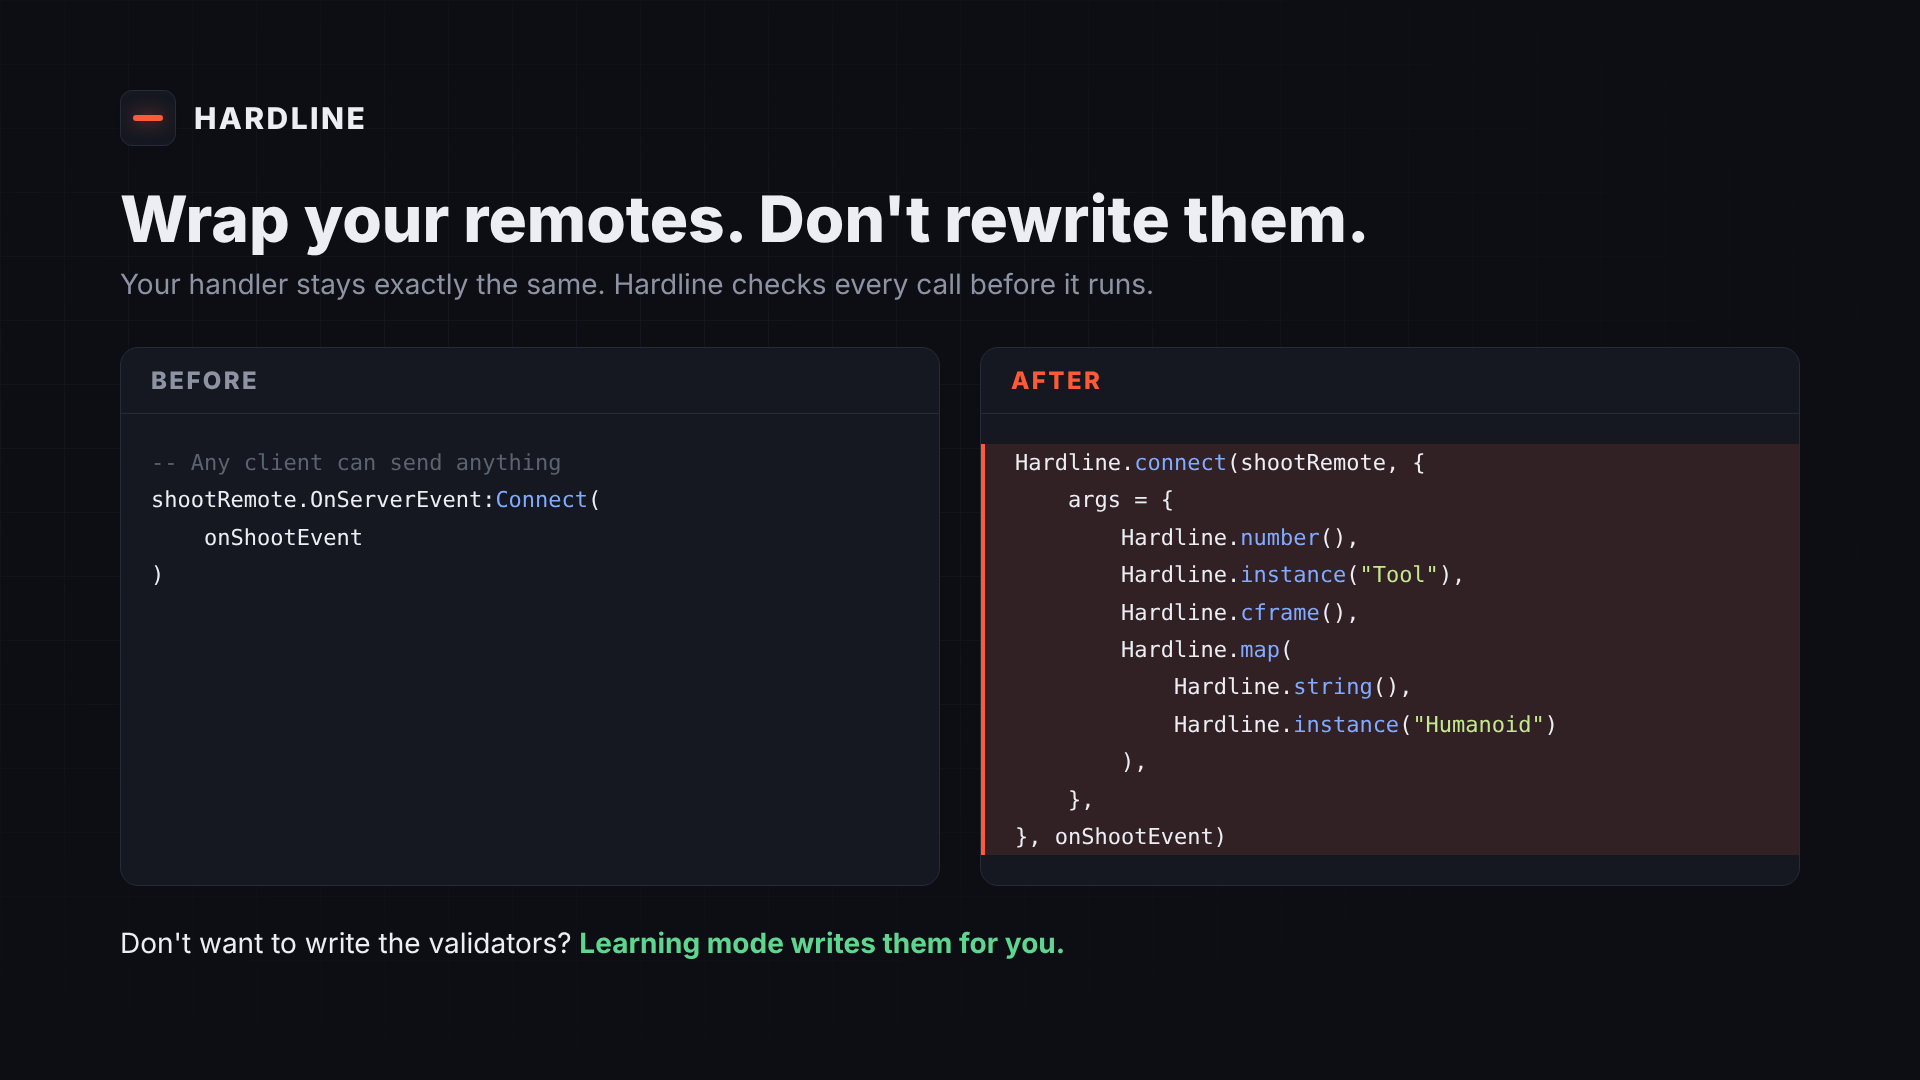 HARDLINE
Wrap your remotes. Don't rewrite them.
Your handler stays exactly the same. Hardline checks every call before it runs.
BEFORE
-- Any client can send anything
shootRemote.OnServerEvent:Connect(
    onShootEvent
)
AFTER
Hardline.connect(shootRemote, {
    args = {
        Hardline.number(),
        Hardline.instance("Tool"),
        Hardline.cframe(),
        Hardline.map(
            Hardline.string(),
            Hardline.instance("Humanoid")
        ),
    },
}, onShootEvent)
Don't want to write the validators? Learning mode writes them for you.